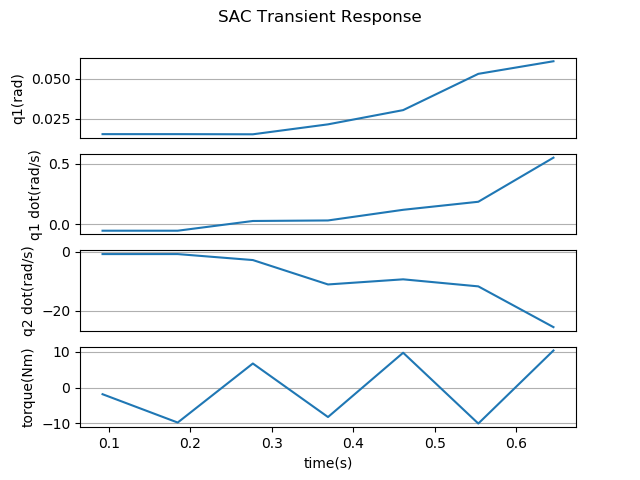 SAC Transient Response
q1(rad)
0.050
0.025
q1 dot(rad/s)
0.5
0.0
q2 dot(rad/s)
0
−20
torque(Nm)
10
0
−10
0.1 0.2 0.3 0.4 0.5 0.6
time(s)